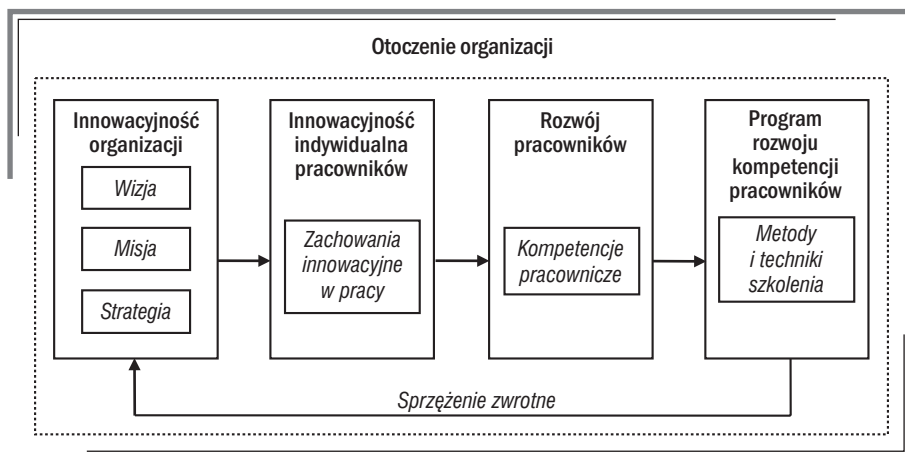 Otoczenie organizacji
Innowacyjność
organizacji
Wizja
Misja
Strategia
Innowacyjność
indywidualna
pracowników
Zachowania
innowacyjne
w pracy
Rozwój
pracowników
Kompetencje
pracownicze
Program
rozwoju
kompetencji
pracowników
Metody
i techniki
szkolenia
Sprzężenie zwrotne